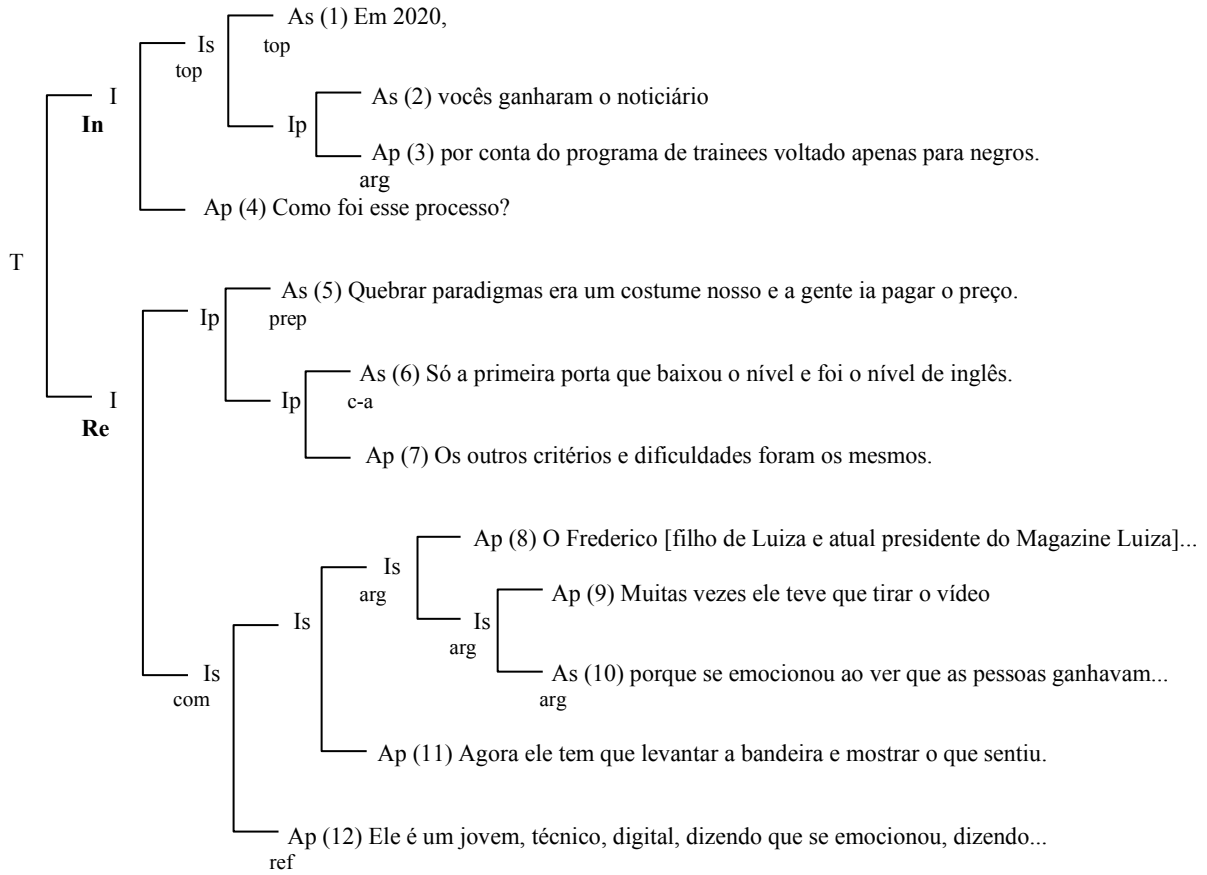 As (1) Em 2020,
Is
top
top
I
As (2) vocês ganharam o noticiário
In
Ip
Ap (3) por conta do programa de trainees voltado apenas para negros.
arg
Ap (4) Como foi esse processo?
T
As (5) Quebrar paradigmas era um costume nosso e a gente ia pagar o preço.
Ip
prep
As (6) Só a primeira porta que baixou o nível e foi o nível de inglês.
I
Ip
c-a
Re
Ap (7) Os outros critérios e dificuldades foram os mesmos.
Ap (8) O Frederico [filho de Luiza e atual presidente do Magazine Luiza]...
Is
arg
Ap (9) Muitas vezes ele teve que tirar o vídeo
Is
Is
arg
Is
As (10) porque se emocionou ao ver que as pessoas ganhavam...
com
arg
Ap (11) Agora ele tem que levantar a bandeira e mostrar o que sentiu.
Ap (12) Ele é um jovem, técnico, digital, dizendo que se emocionou, dizendo...
ref